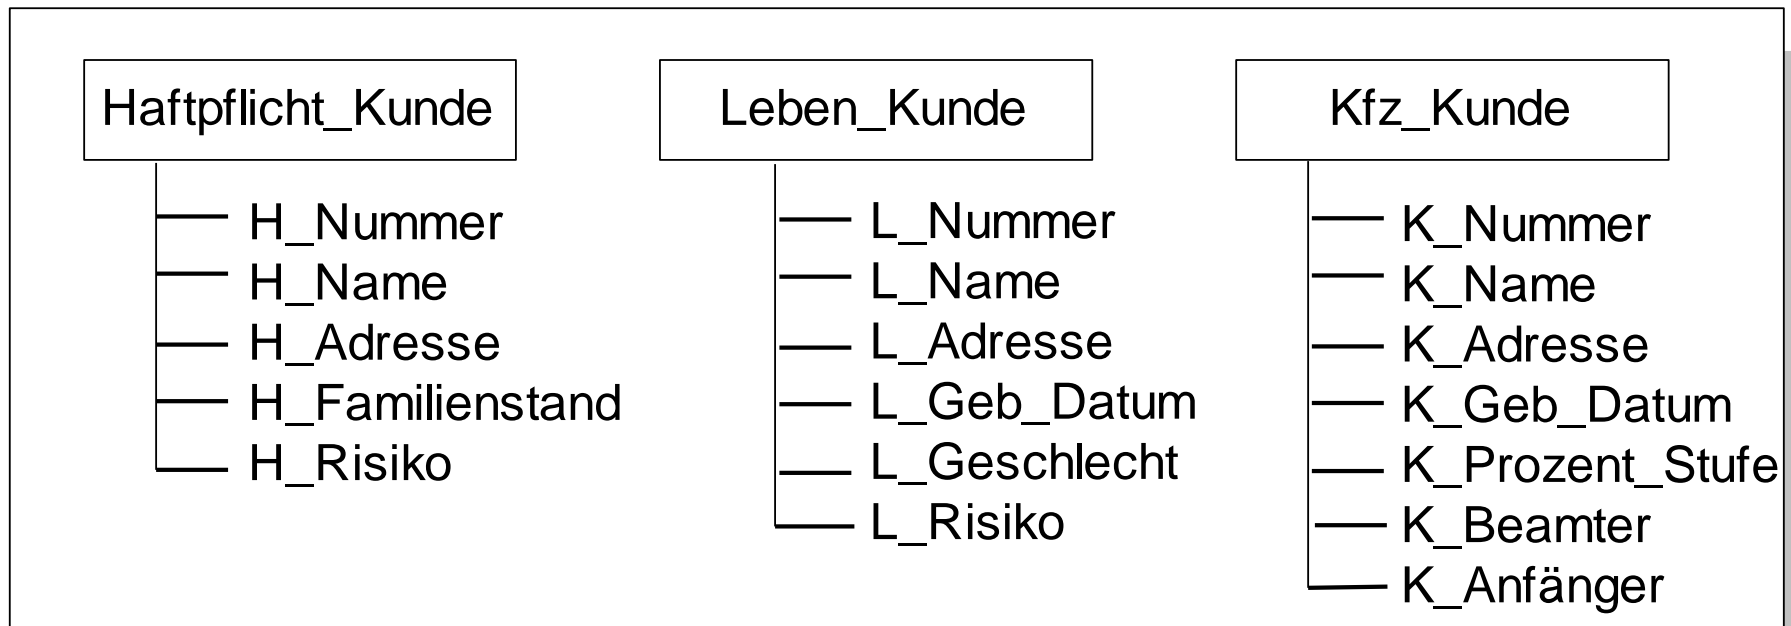 Haftpflicht_Kunde
H_Nummer
H_Name
H_Adresse
H_Familienstand
H_Risiko
Leben_Kunde
L_Nummer
L_Name
L_Adresse
L_Geb_Datum
L_Geschlecht
L_Risiko
Kfz_Kunde
K_Nummer
K_Name
K_Adresse
K_Geb_Datum
K_Prozent_Stufe
K_Beamter
K_Anfänger